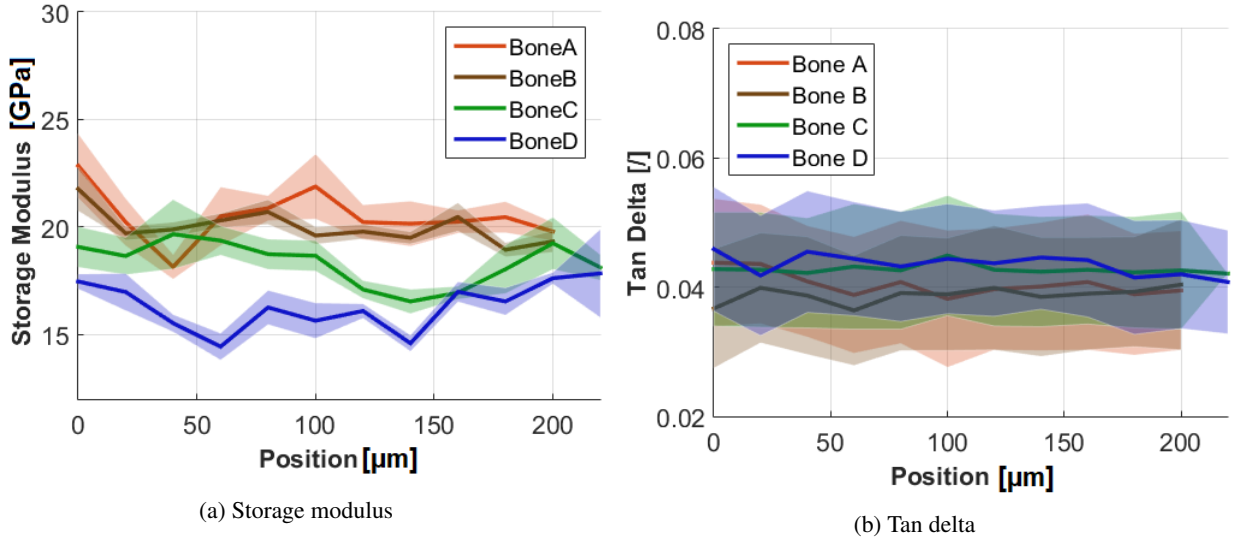 30
25
20
15
0
50
100
150
200
Storage Modulus [GPa]
Position [µm]
BoneA
BoneB
BoneC
BoneD
(a) Storage modulus
0.08
0.06
0.04
0.02
0
50
100
150
200
Tan Delta [/]
Position [µm]
Bone A
Bone B
Bone C
Bone D
(b) Tan delta